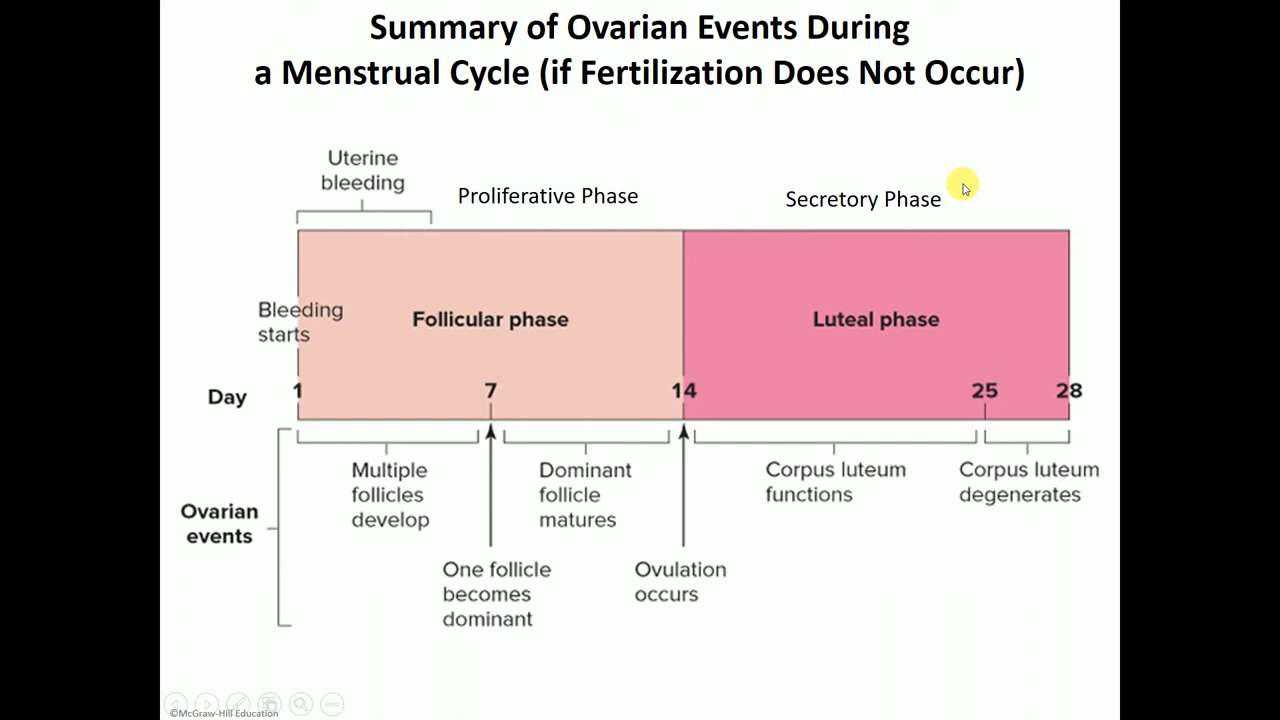 Summary of Ovarian Events During
a Menstrual Cycle (if Fertilization Does Not Occur)
Uterine
bleeding
Proliferative Phase
Secretory Phase
Bleeding
starts
Follicular phase
Luteal phase
Day
1
7
14
25
28
Ovarian
events
Multiple
follicles
develop
Dominant
follicle
matures
Corpus luteum
functions
Corpus luteum
degenerates
One follicle
becomes
dominant
Ovulation
occurs
©McGraw-Hill Education